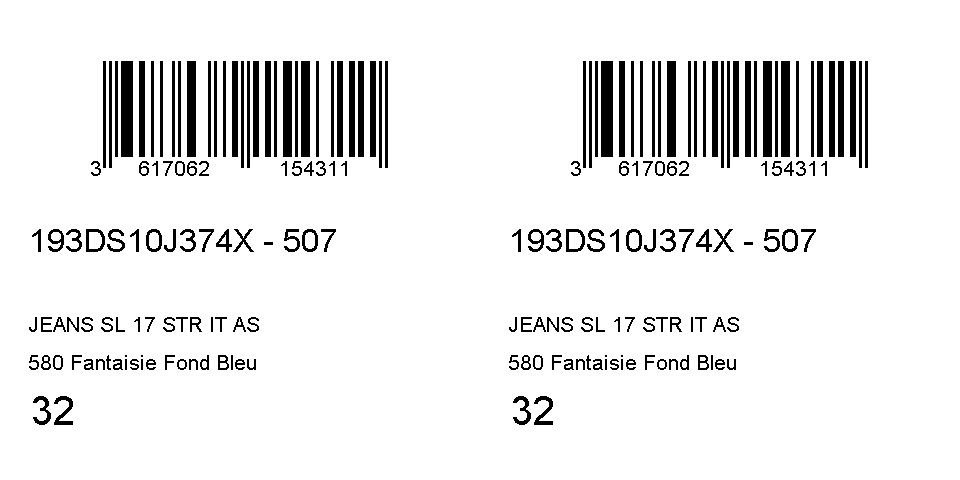 3 617062 154311
193DS10J374X - 507
JEANS SL 17 STR IT AS
580 Fantaisie Fond Bleu
32
3 617062 154311
193DS10J374X - 507
JEANS SL 17 STR IT AS
580 Fantaisie Fond Bleu
32